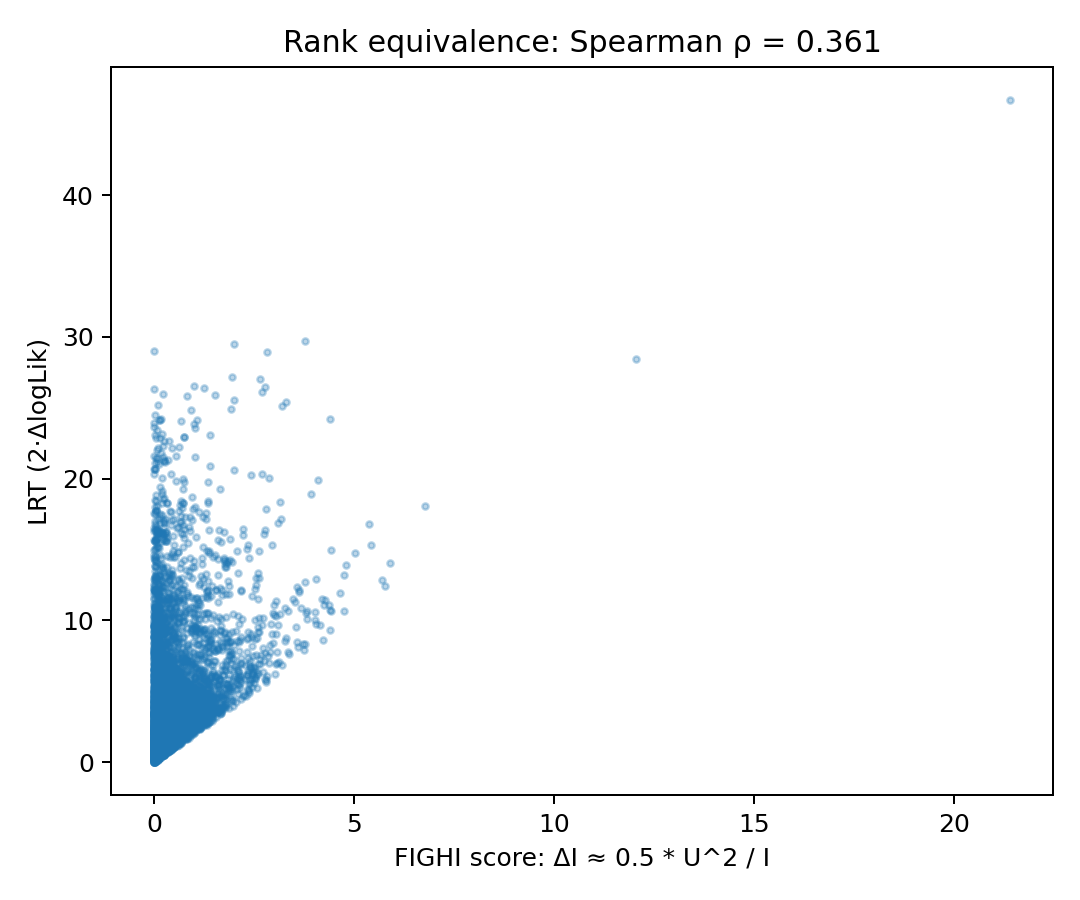 Rank equivalence: Spearman ρ = 0.361
LRT (2·ΔlogLik)
40
30
20
10
0
0 5 10 15 20
FIGHI score: ΔI ≈ 0.5 * U^2 / I